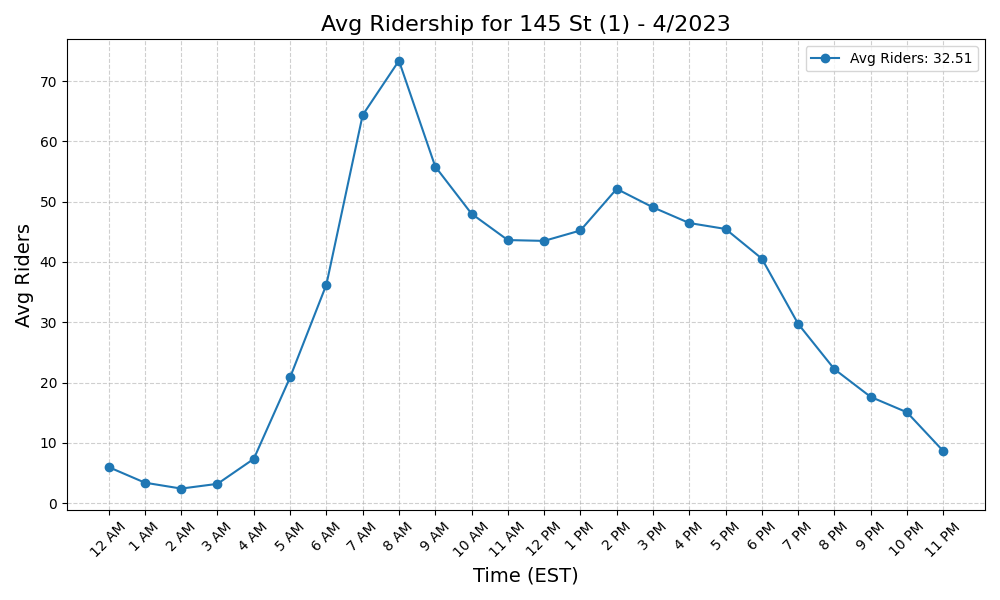 Avg Ridership for 145 St (1) - 4/2023
Avg Riders: 32.51
Avg Riders
70
60
50
40
30
20
10
0
12 AM
1 AM
2 AM
3 AM
4 AM
5 AM
6 AM
7 AM
8 AM
9 AM
10 AM
11 AM
12 PM
1 PM
2 PM
3 PM
4 PM
5 PM
6 PM
7 PM
8 PM
9 PM
10 PM
11 PM
Time (EST)